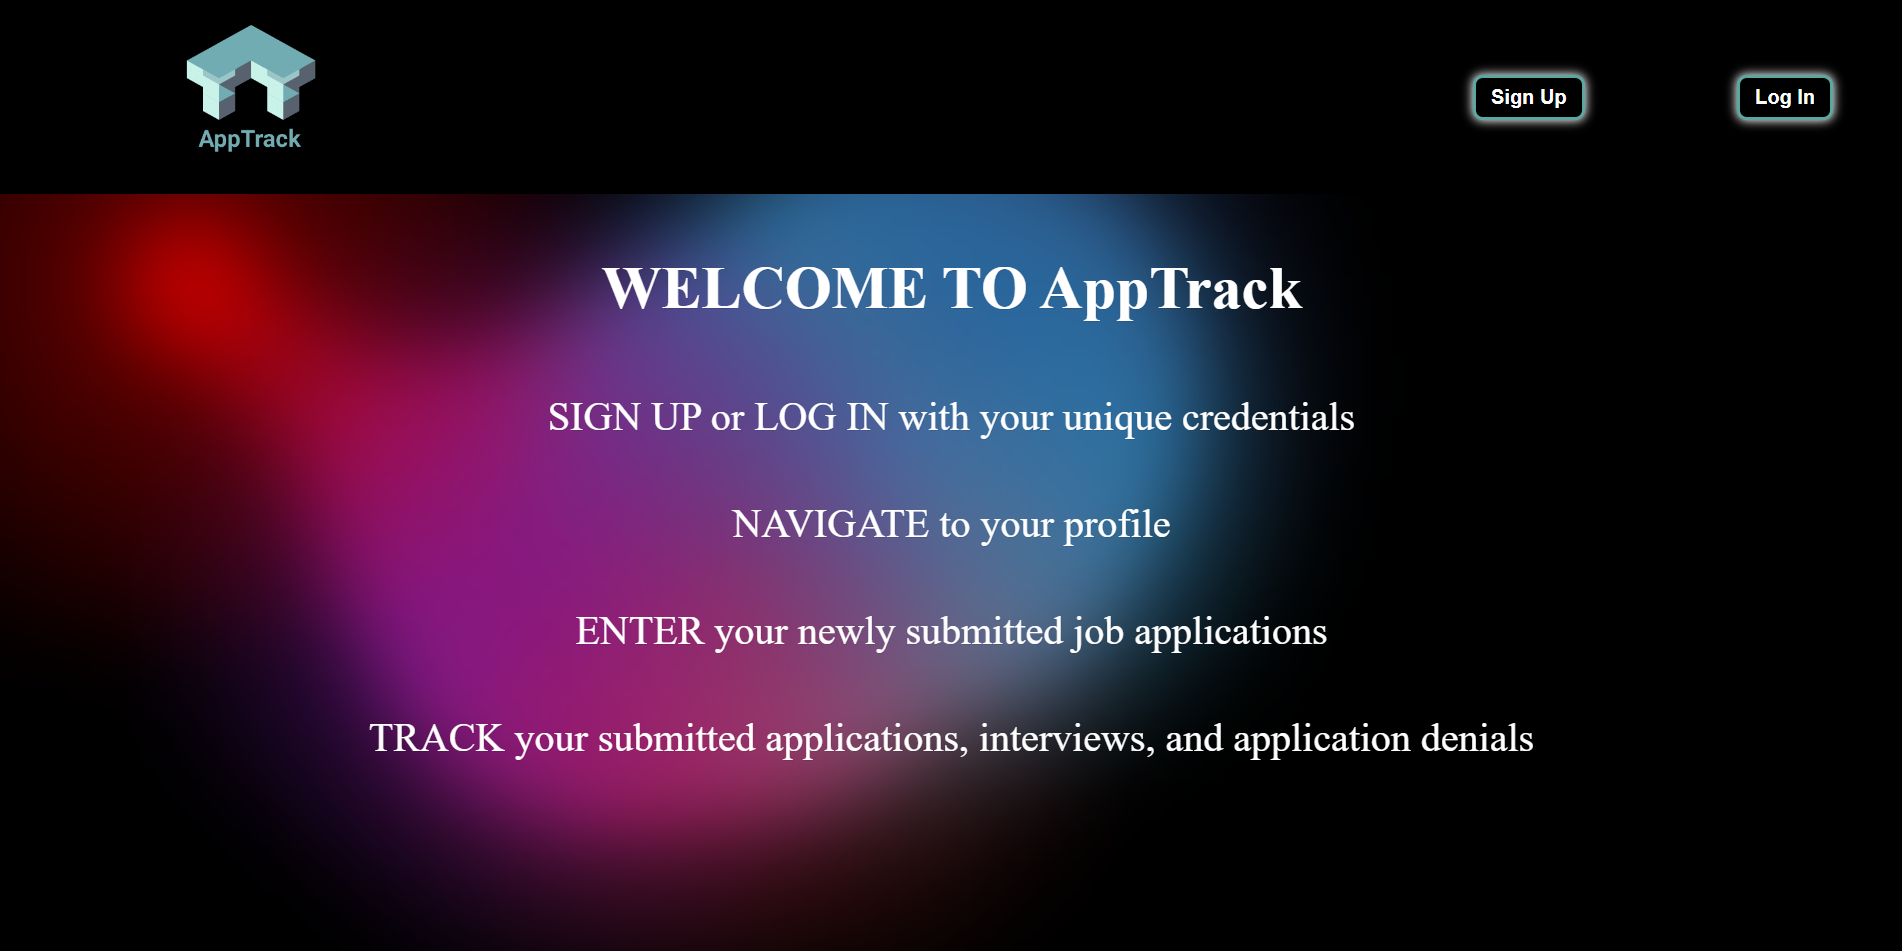 AppTrack
Sign Up
Log In
WELCOME TO AppTrack
SIGN UP or LOG IN with your unique credentials
NAVIGATE to your profile
ENTER your newly submitted job applications
TRACK your submitted applications, interviews, and application denials